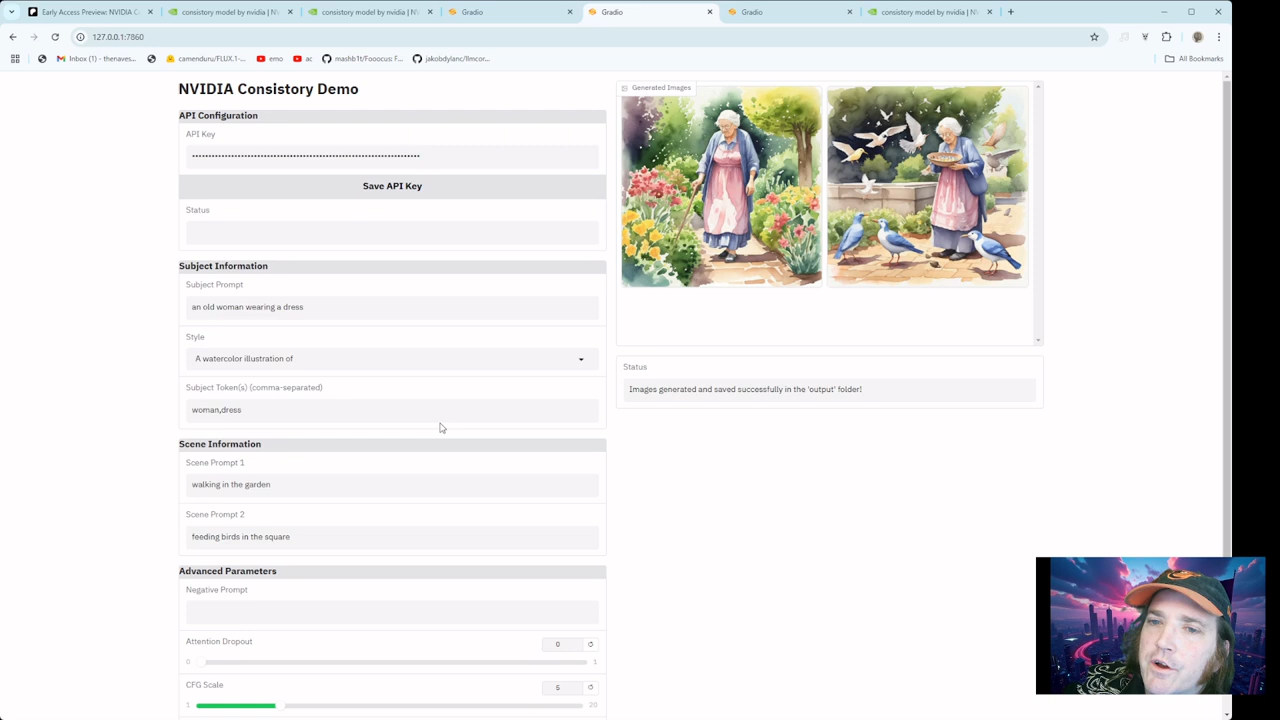 Early Access Preview: NVIDIA C
consistory model by nvidia | NV
consistory model by nvidia | NV
Gradio
Gradio
Gradio
consistory model by nvidia | NV
127.0.0.1:7860
Inbox (1) - thenaves...
camenduru/FLUX.1-...
emo
ac
mashb1t/Fooocus: F...
jakobdylanc/llmcor...
All Bookmarks
NVIDIA Consistory Demo
API Configuration
API Key
Save API Key
Status
Subject Information
Subject Prompt
an old woman wearing a dress
Style
A watercolor illustration of
Subject Token(s) (comma-separated)
woman,dress
Scene Information
Scene Prompt 1
walking in the garden
Scene Prompt 2
feeding birds in the square
Advanced Parameters
Negative Prompt
Attention Dropout
0
0 1
CFG Scale
5
1 20
Generated Images
Status
Images generated and saved successfully in the 'output' folder!